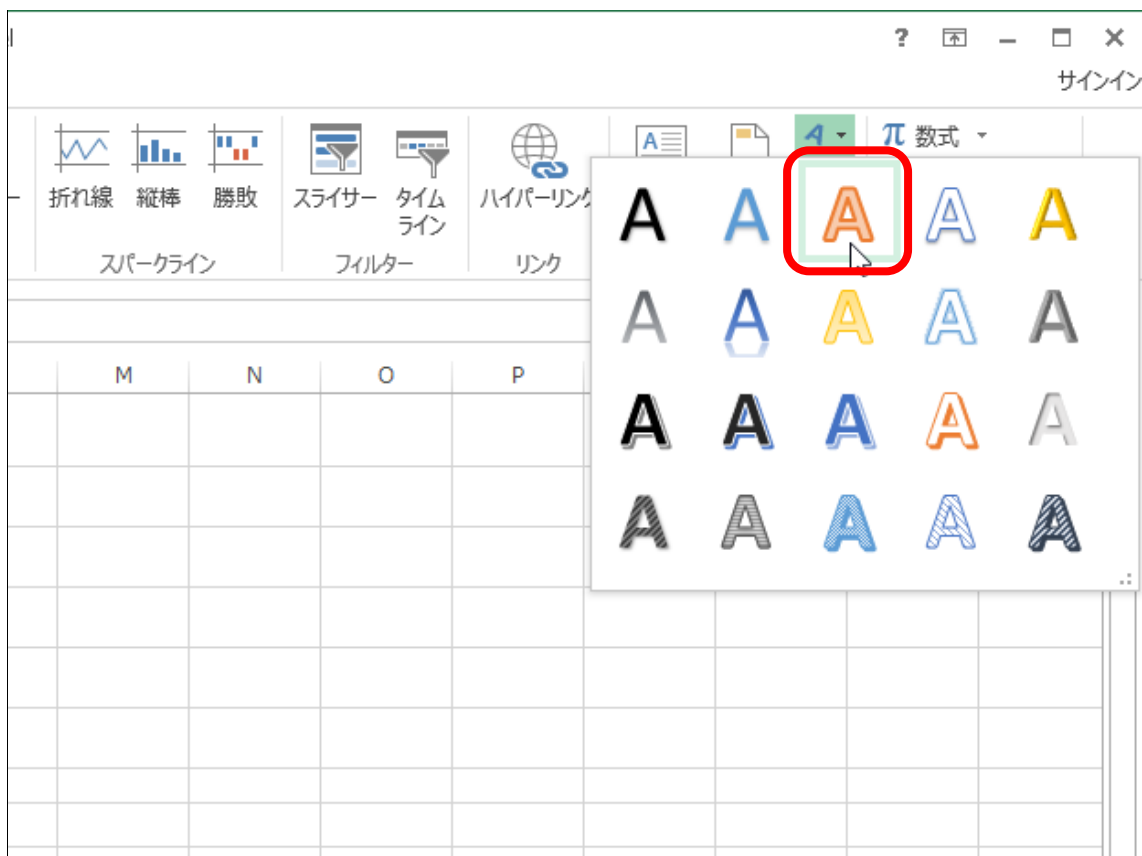 ?
サインイン
A
A
π 数式
折れ線 縦棒 勝敗 スライサー タイム
ライン
ハイパーリンク
スパークライン フィルター リンク
A A A A A
A A A A A
A A A A A
A A A A A
M N O P